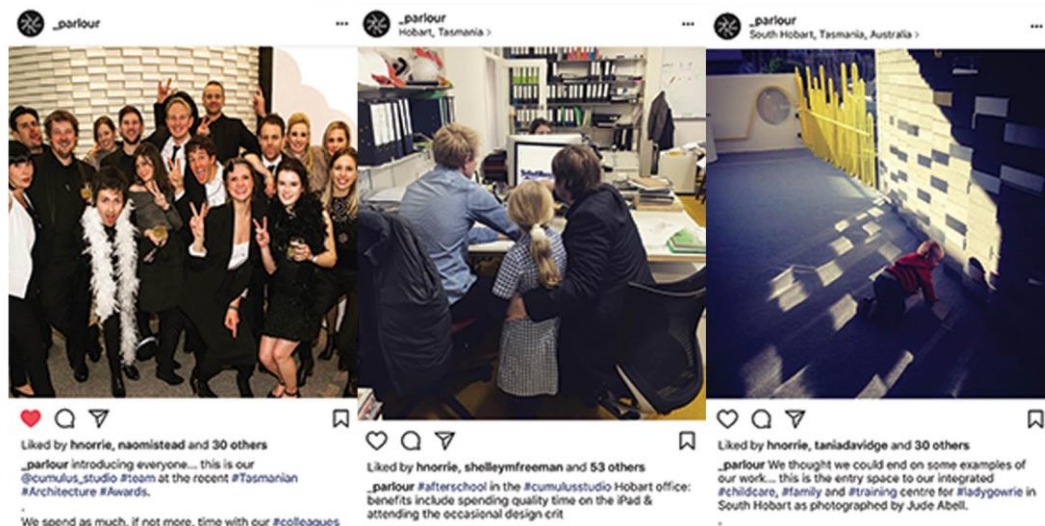 _parlour
_parlour
Hobart, Tasmania >
_parlour
South Hobart, Tasmania, Australia >
Liked by hnorrie, naomistead and 30 others
_parlour introducing everyone... this is our
@cumulus_studio #team at the recent #Tasmanian
#Architecture #Awards.
.
We spend as much, if not more, time with our #colleagues
Liked by hnorrie, shelleymfreeman and 53 others
_parlour #afterschool in the #cumulusstudio Hobart office:
benefits include spending quality time on the iPad &
attending the occasional design crit
Liked by hnorrie, taniadavidge and 30 others
_parlour We thought we could end on some examples of
our work... this is the entry space to our integrated
#childcare, #family and #training centre for #ladygowrie in
South Hobart as photographed by Jude Abell.
.